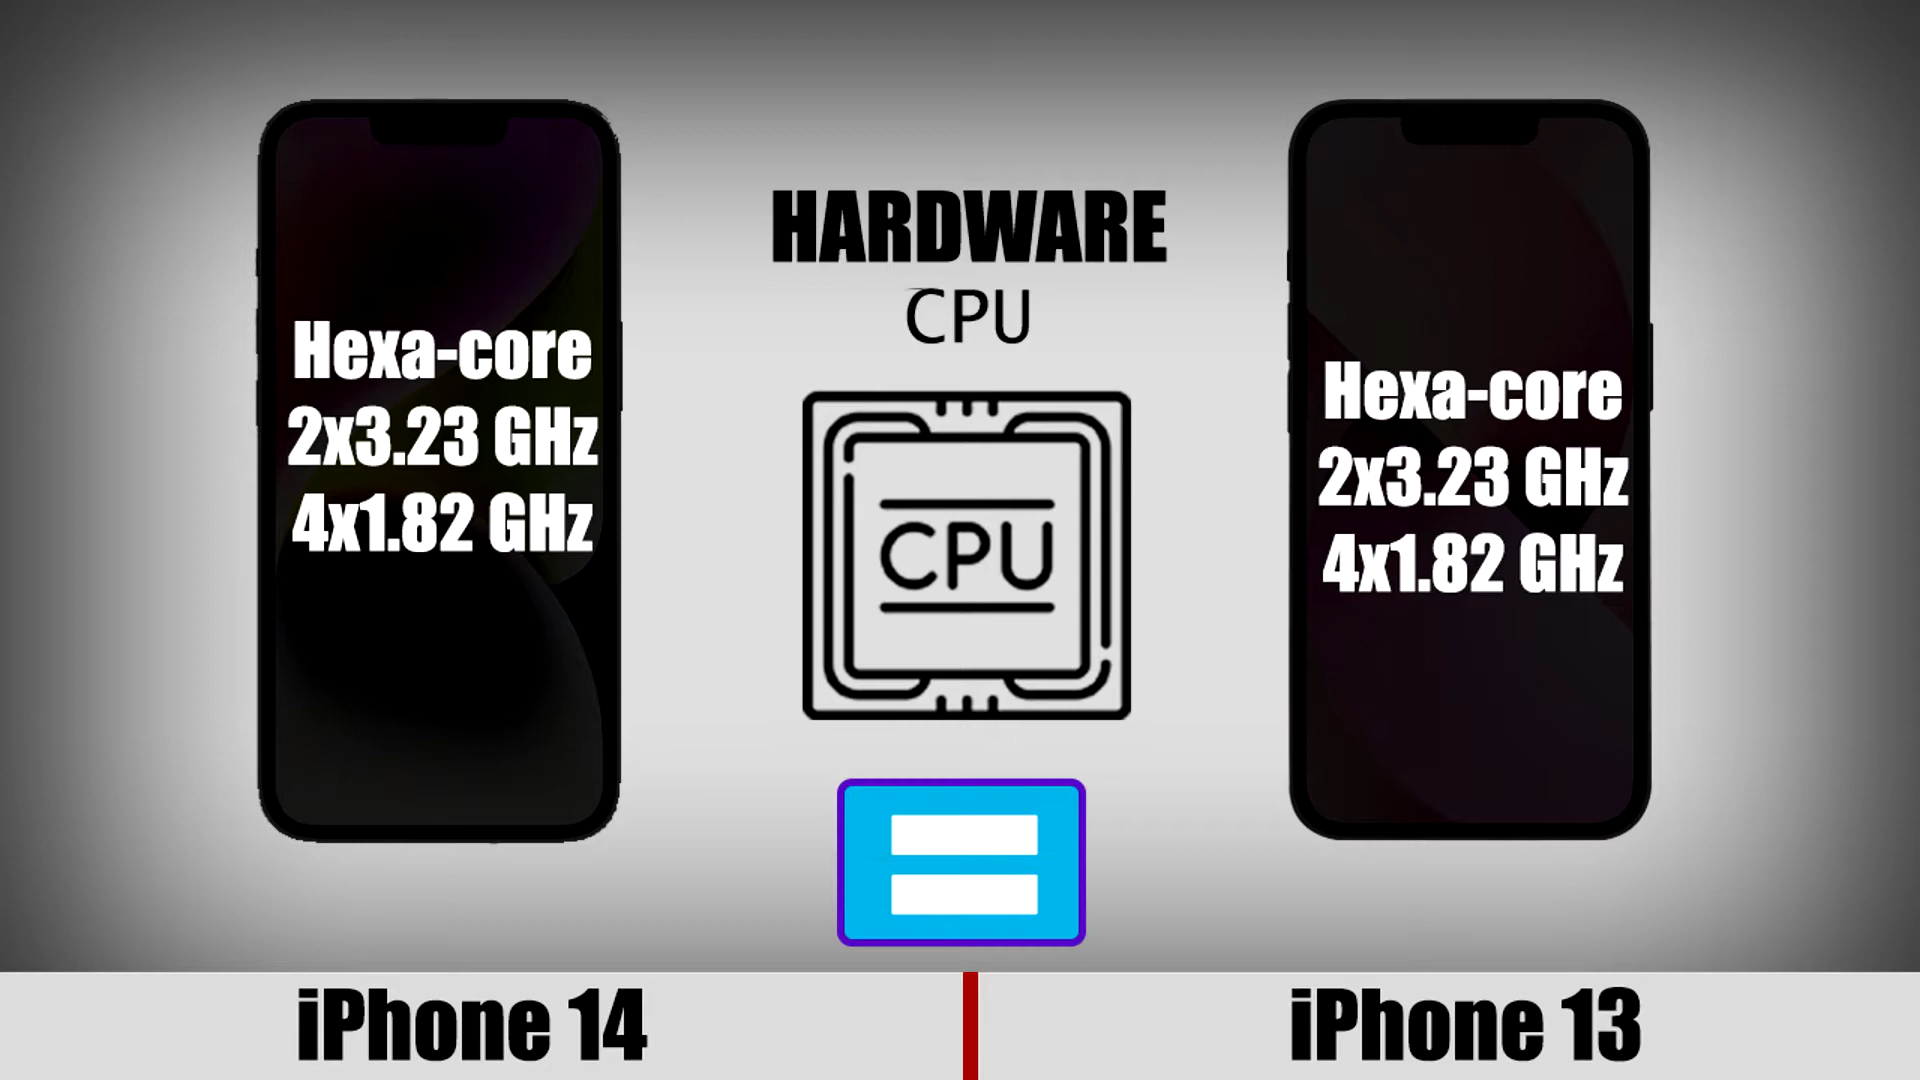 HARDWARE
CPU
Hexa-core
2x3.23 GHz
4x1.82 GHz
CPU
Hexa-core
2x3.23 GHz
4x1.82 GHz
iPhone 14
iPhone 13